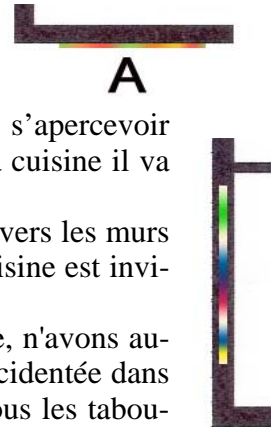 A
s'apercevoir
cuisine il va
vers les murs
isine est invi-
e, n'avons au-
cidentée dans
ous les tabou-